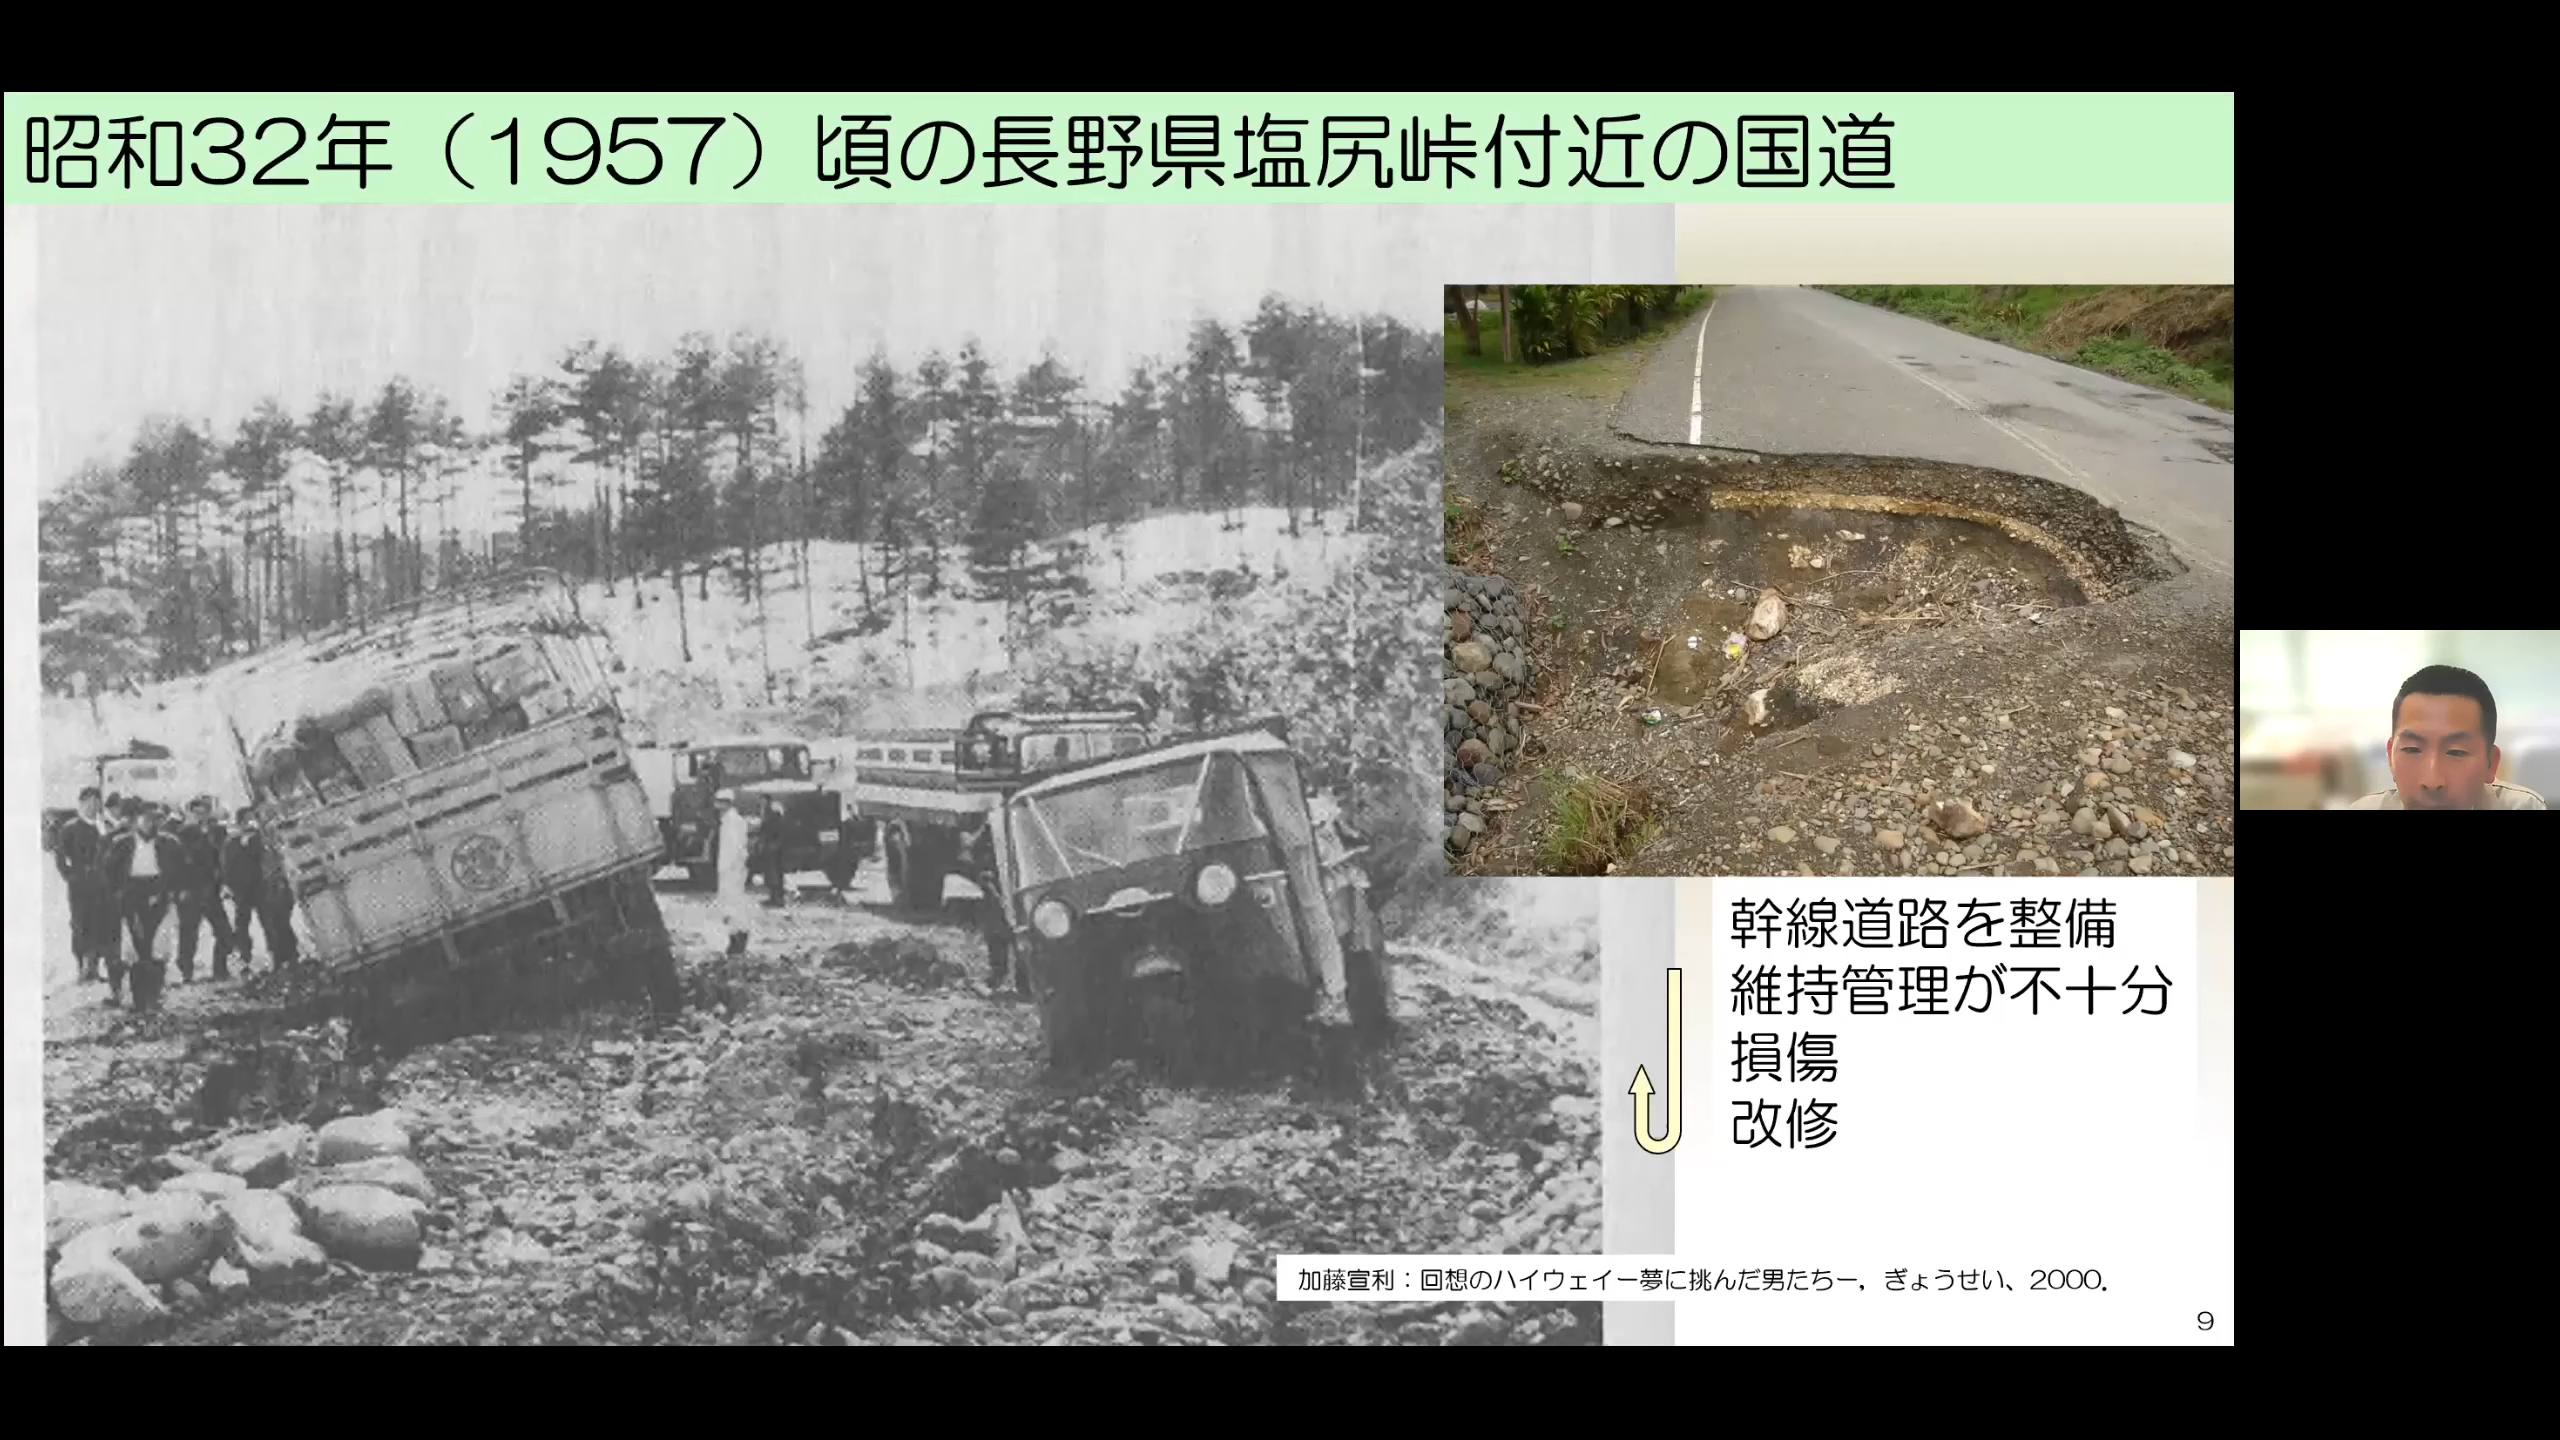 昭和32年（1957）頃の長野県塩尻峠付近の国道
幹線道路を整備
維持管理が不十分
損傷
改修
加藤宣利：回想のハイウェイー夢に挑んだ男たちー，ぎょうせい、2000．
9